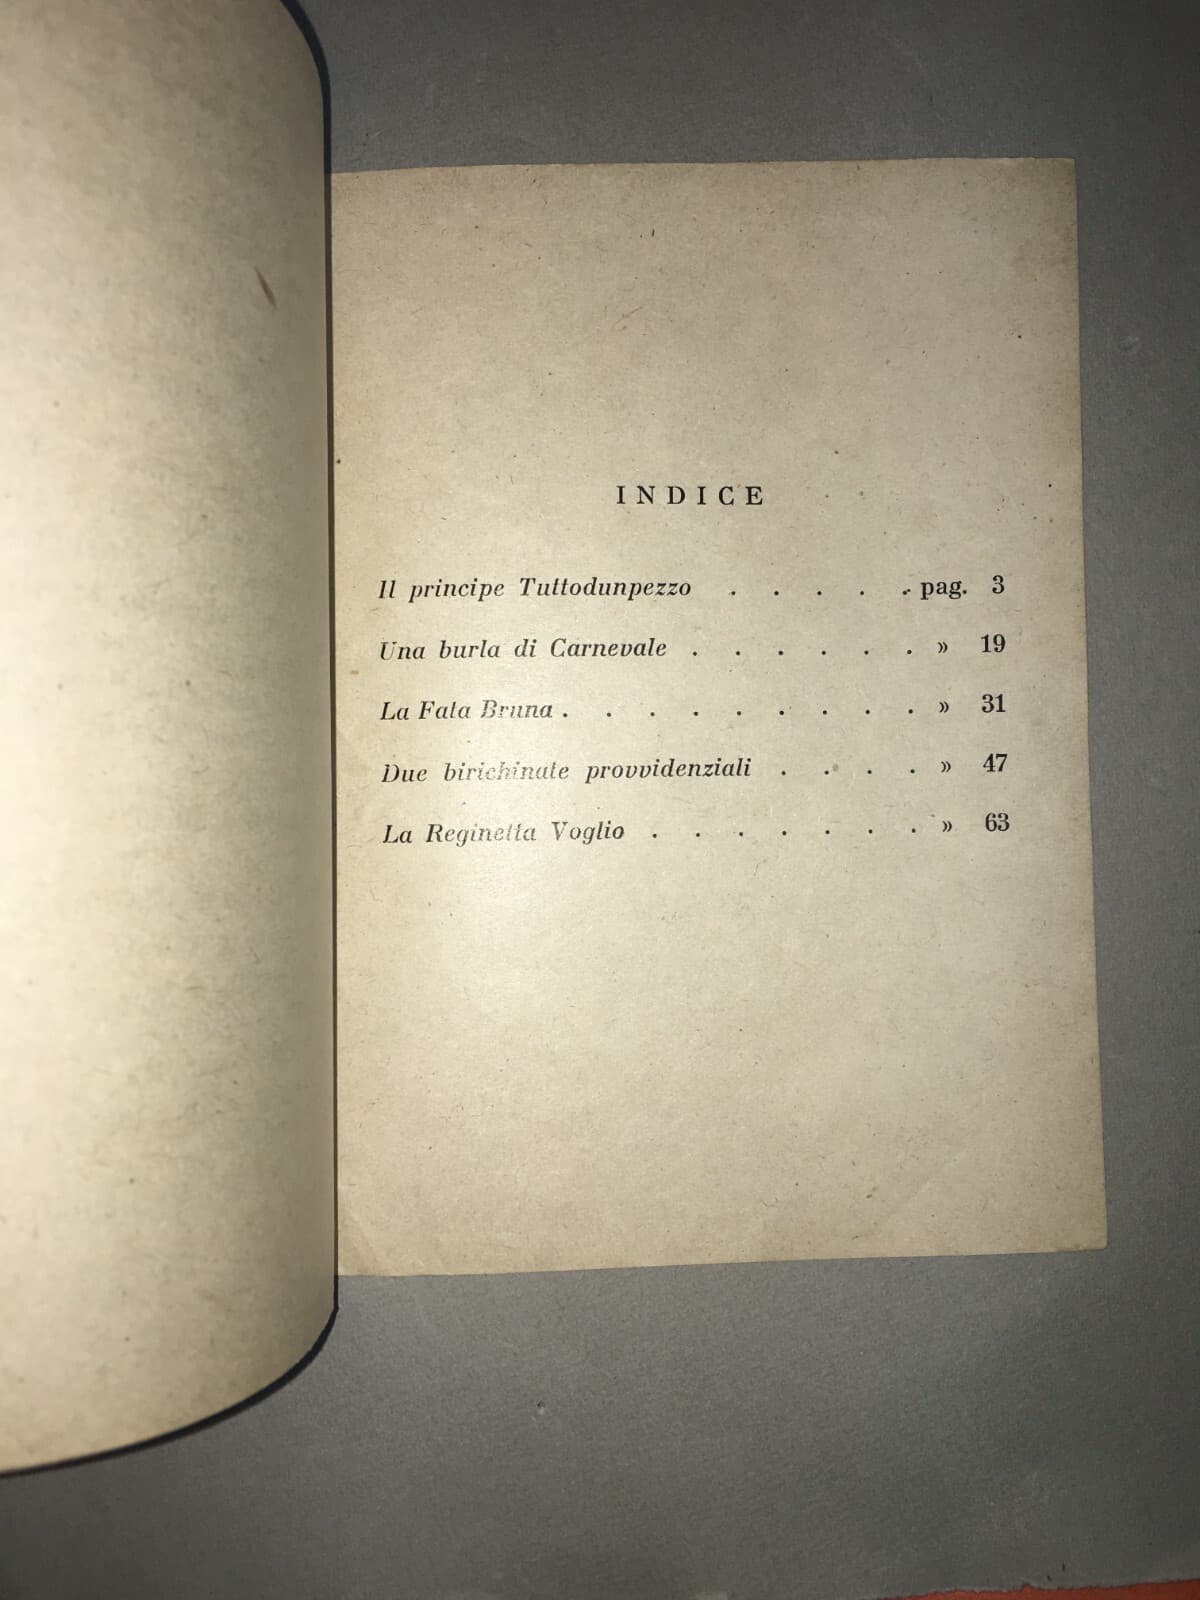 INDICE
Il principe Tuttodunpezzo . . . . . pag. 3
Una burla di Carnevale . . . . . . » 19
La Fata Bruna . . . . . . . . . » 31
Due birichinate provvidenziali . . . . » 47
La Reginetta Voglio . . . . . . . » 63